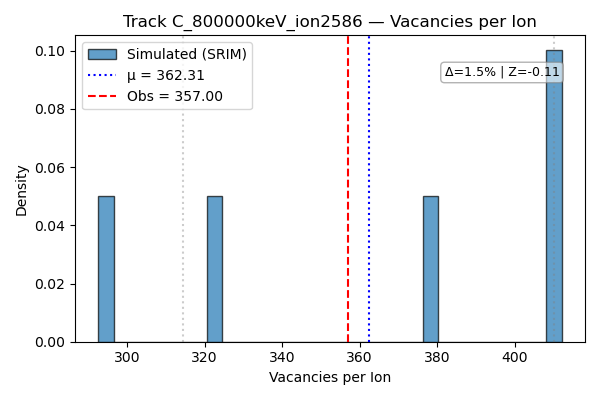 Track C_800000keV_ion2586 — Vacancies per Ion
Simulated (SRIM)
μ = 362.31
Obs = 357.00
Δ=1.5% | Z=-0.11
Density
0.10
0.08
0.06
0.04
0.02
0.00
300 320 340 360 380 400
Vacancies per Ion